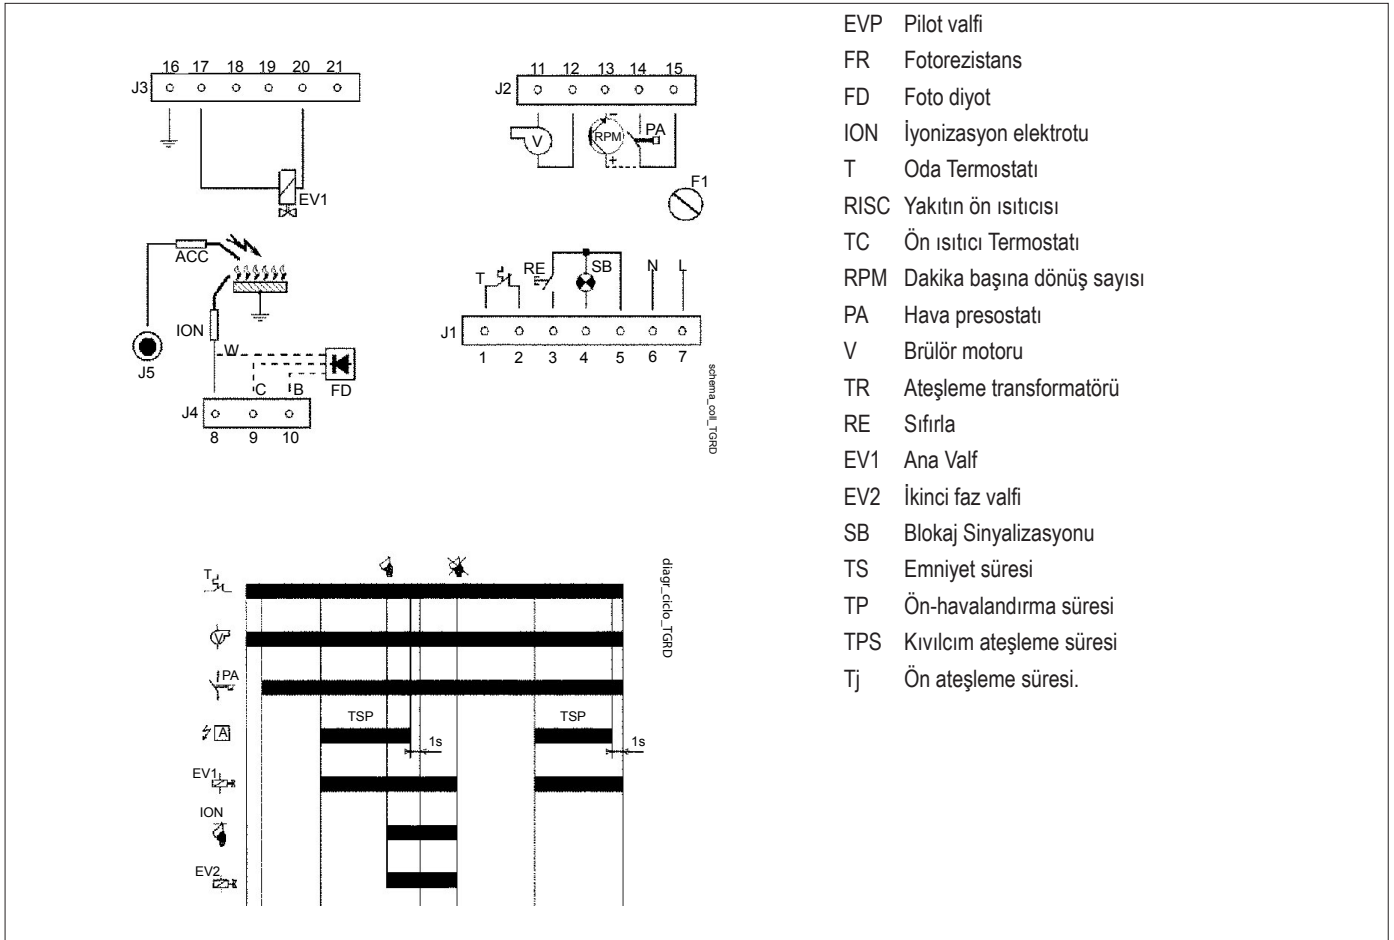 16 17 18 19 20 21
J3
EV1
11 12 13 14 15
J2
V
RPM
PA
F1
ACC
ION
J5
W
C B
FD
J4
8 9 10
T RE SB N L
J1
1 2 3 4 5 6 7
schema_coll_TGRD
diagr_ciclo_TGRD
T
V
PA
TSP TSP
A
1s 1s
EV1
ION
EV2
EVP Pilot valfi
FR Fotorezistans
FD Foto diyot
ION İyonizasyon elektrotu
T Oda Termostatı
RISC Yakıtın ön ısıtıcısı
TC Ön ısıtıcı Termostatı
RPM Dakika başına dönüş sayısı
PA Hava presostatı
V Brülör motoru
TR Ateşleme transformatörü
RE Sıfırla
EV1 Ana Valf
EV2 İkinci faz valfi
SB Blokaj Sinyalizasyonu
TS Emniyet süresi
TP Ön-havalandırma süresi
TPS Kıvılcım ateşleme süresi
Tj Ön ateşleme süresi.